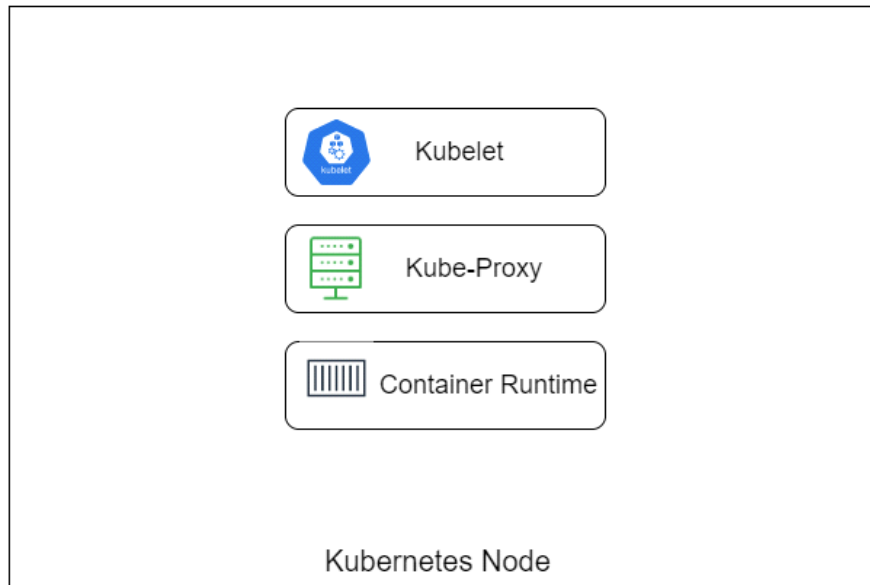 kubelet
Kubelet
Kube-Proxy
Container Runtime
Kubernetes Node